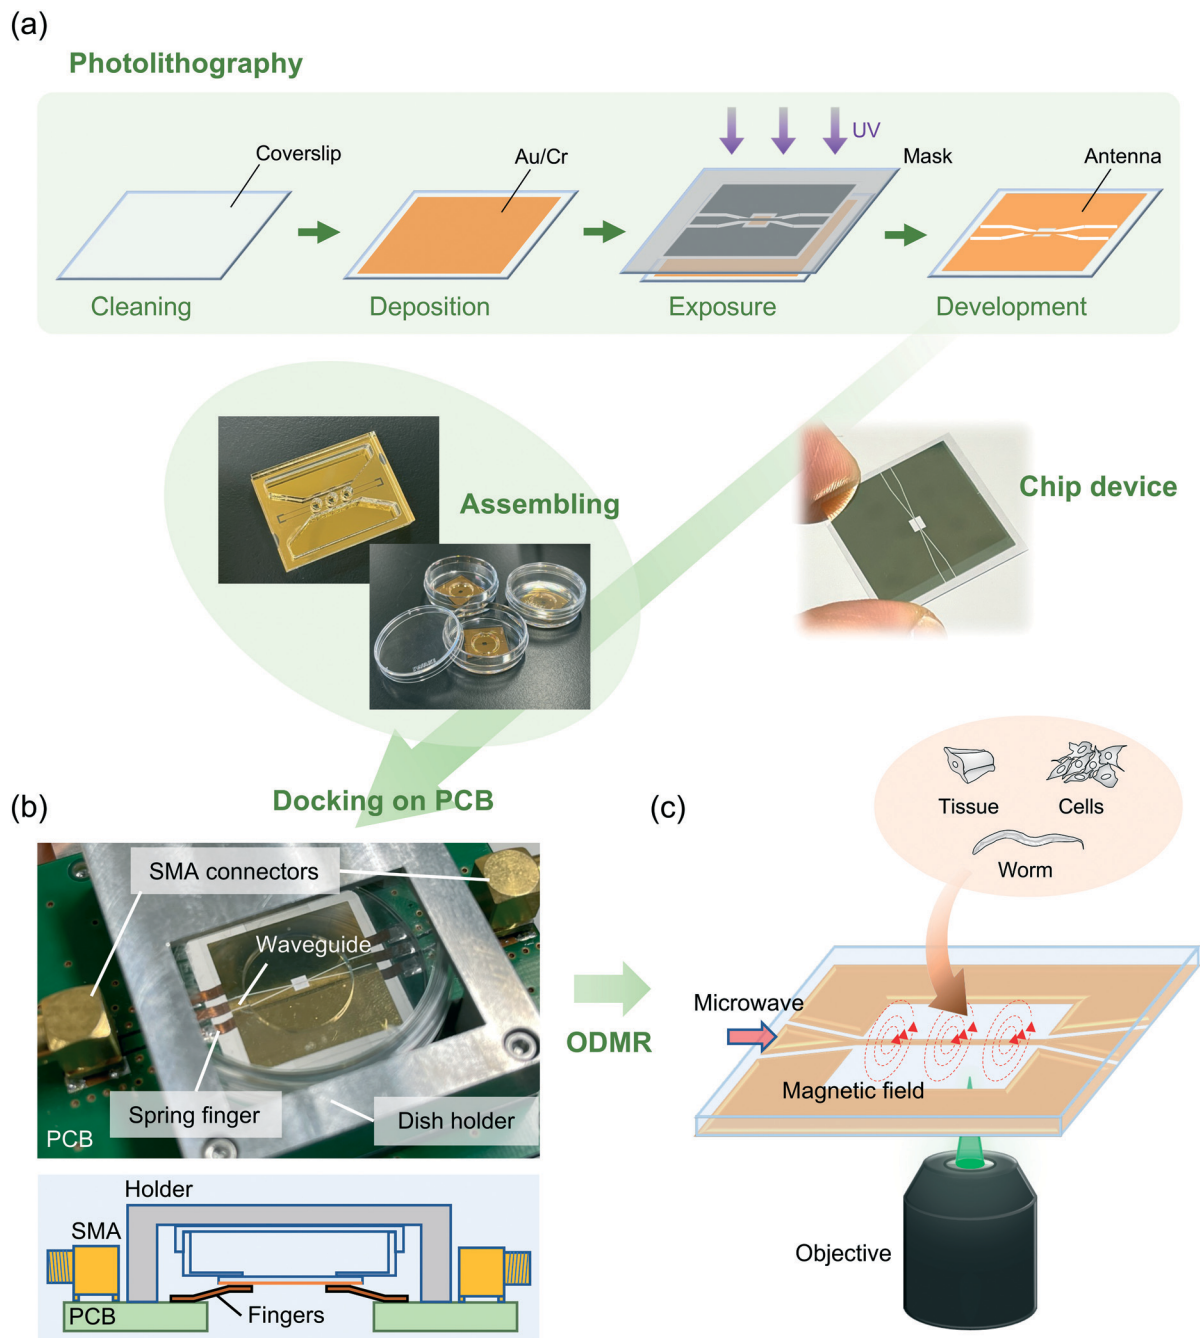 (a)
Photolithography
UV
Coverslip
Au/Cr
Mask
Antenna
Cleaning
Deposition
Exposure
Development
Assembling
Chip device
Docking on PCB
(b)
SMA connectors
Waveguide
Spring finger
Dish holder
PCB
Holder
SMA
PCB
Fingers
ODMR
(c)
Tissue
Cells
Worm
Microwave
Magnetic field
Objective